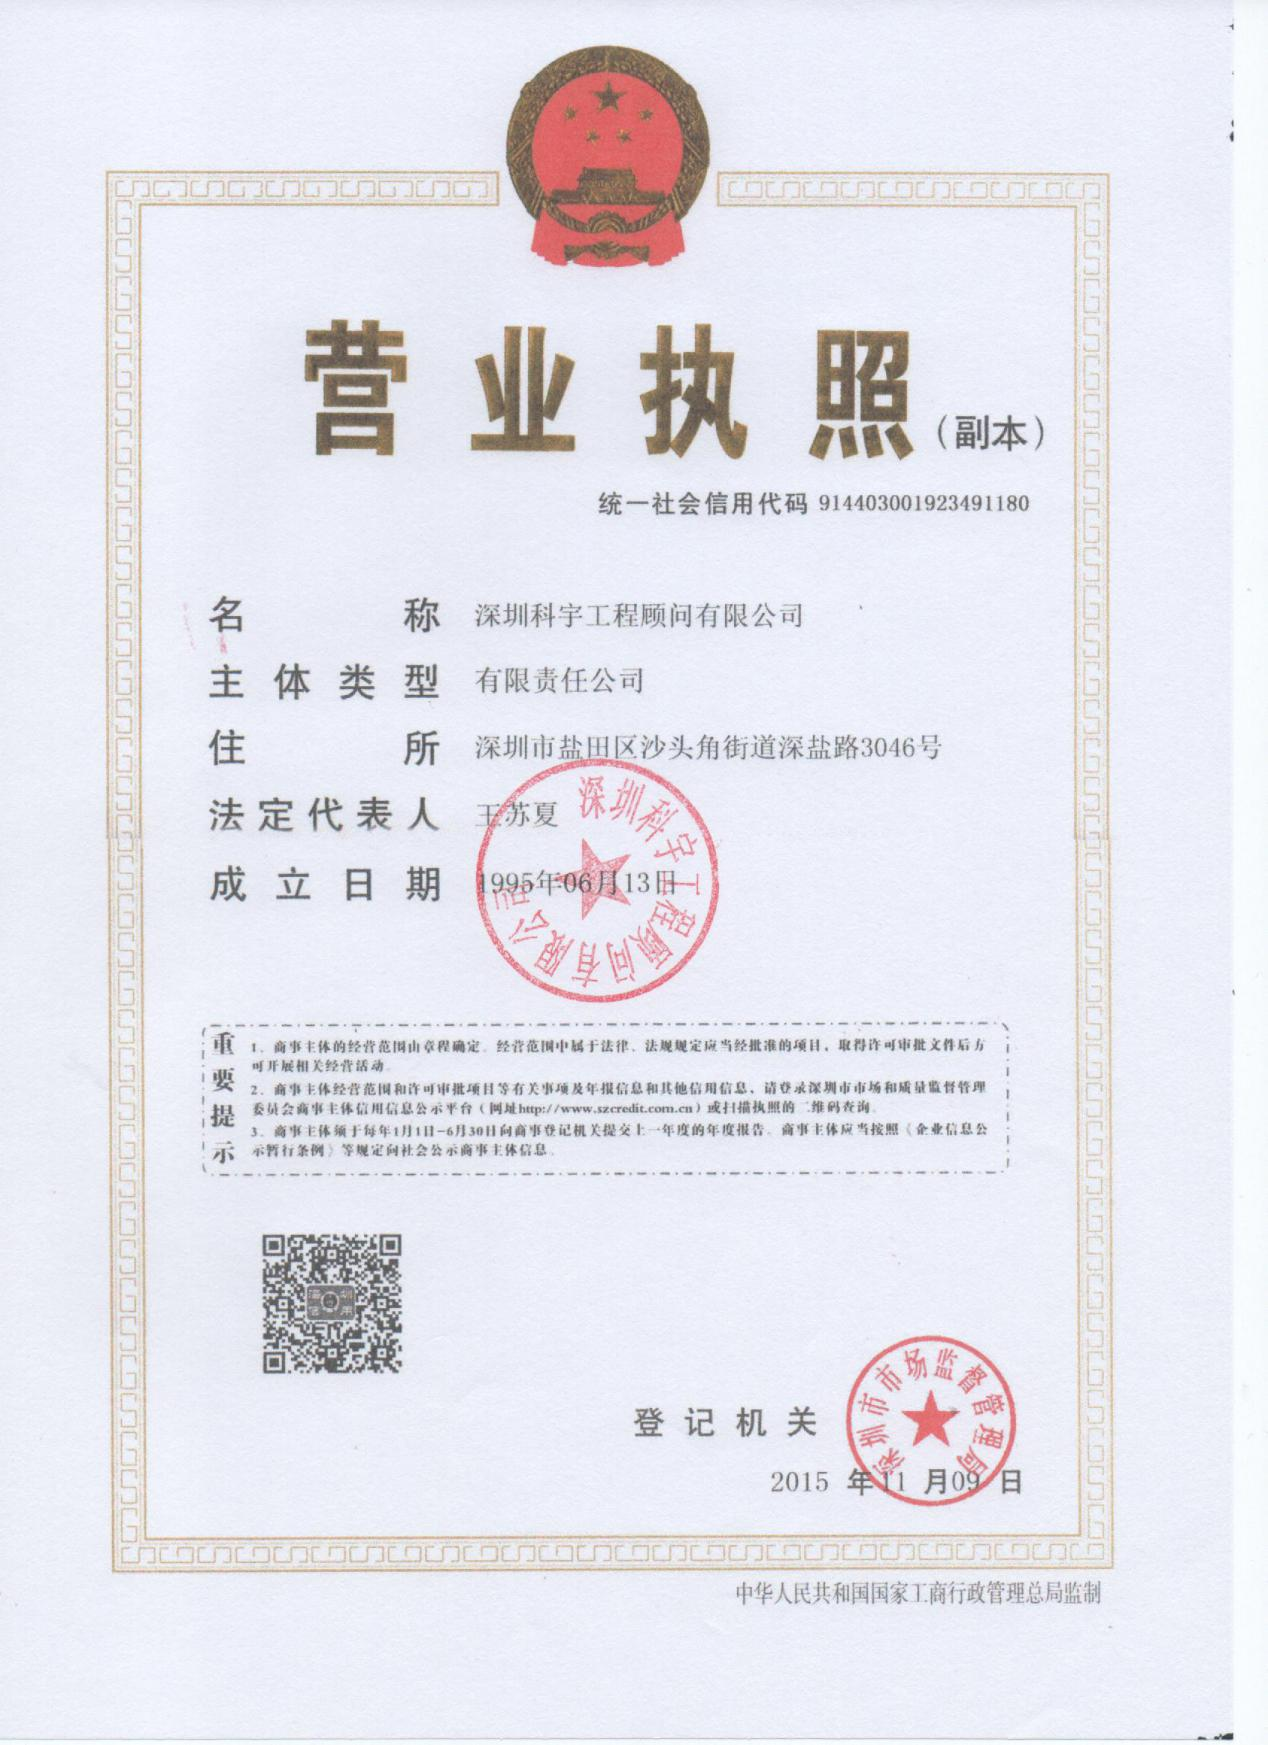 营业执照(副本)
统一社会信用代码 914403001923491180
名称 深圳科宇工程顾问有限公司
主体类型 有限责任公司
住所 深圳市盐田区沙头角街道深盐路3046号
法定代表人 王苏夏
成立日期 1995年06月13日
深圳科宇工程顾问有限公司
重要提示
1、商事主体的经营范围由章程确定。经营范围中属于法律、法规规定应当经批准的项目，取得许可审批文件后方
可开展相关经营活动。
2、商事主体经营范围和许可审批项目等有关事项及年报信息和其他信用信息，请登录深圳市市场和质量监督管理
委员会商事主体信用信息公示平台（网址http://www.szcredit.com.cn）或扫描执照的二维码查询。
3、商事主体须于每年1月1日-6月30日向商事登记机关提交上一年度的年度报告。商事主体应当按照《企业信息公
示暂行条例》等规定向社会公示商事主体信息。
深圳信用
登记机关
深圳市市场监督管理局
2015 年11 月09 日
中华人民共和国国家工商行政管理总局监制